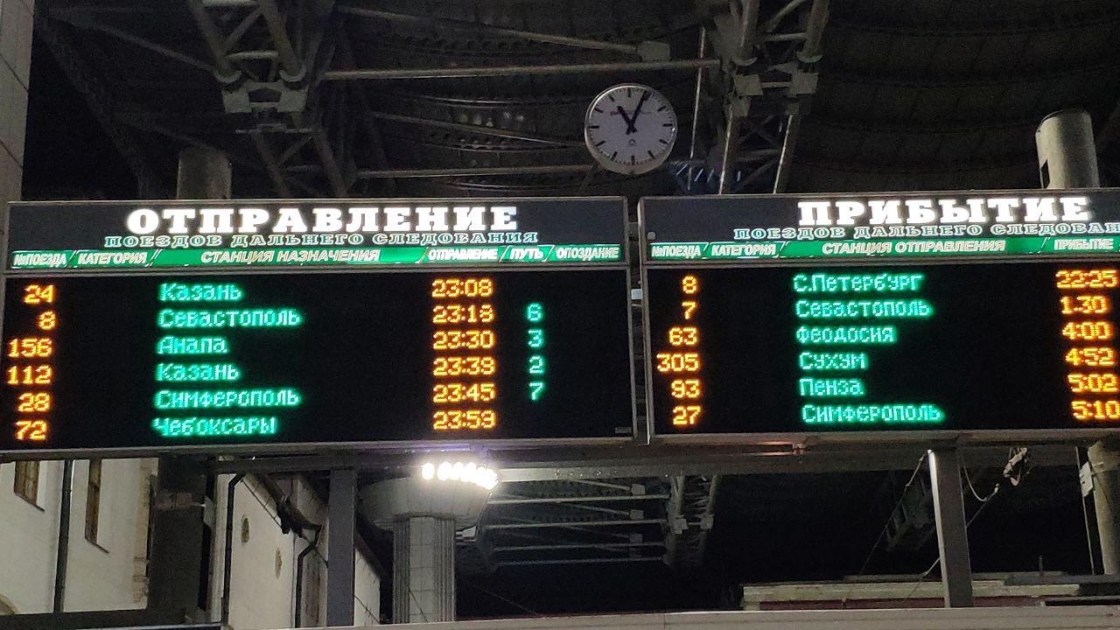 ОТПРАВЛЕНИЕ
ПОЕЗДОВ ДАЛЬНЕГО СЛЕДОВАНИЯ
№ПОЕЗДА КАТЕГОРИЯ СТАНЦИЯ НАЗНАЧЕНИЯ ОТПРАВЛЕНИЕ ПУТЬ ОПОЗДАНИЕ
24 Казань 23:08
8 Севастополь 23:18 6
156 Анапа 23:30 3
112 Казань 23:39 2
28 Симферополь 23:45 7
72 Чебоксары 23:59
ПРИБЫТИЕ
ПОЕЗДОВ ДАЛЬНЕГО СЛЕДОВАН
№ПОЕЗДА КАТЕГОРИЯ СТАНЦИЯ ОТПРАВЛЕНИЯ ПРИБЫТИЕ
8 С.Петербург 22:25
7 Севастополь 1:30
63 Феодосия 4:00
305 Сухум 4:52
93 Пенза 5:02
27 Симферополь 5:10